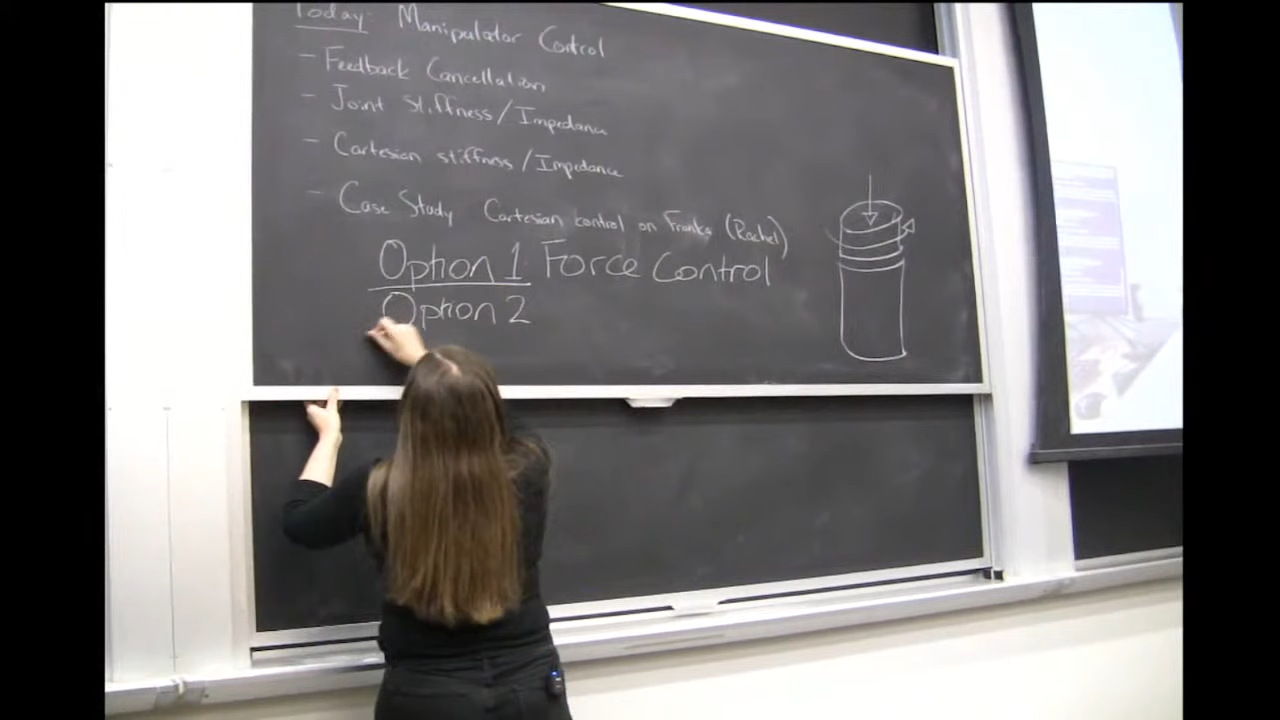 Today: Manipulator Control
- Feedback Cancellation
- Joint Stiffness/Impedance
- Cartesian stiffness/Impedance
- Case Study Cartesian control on Franka (Rachel)
Option 1 Force Control
Option 2